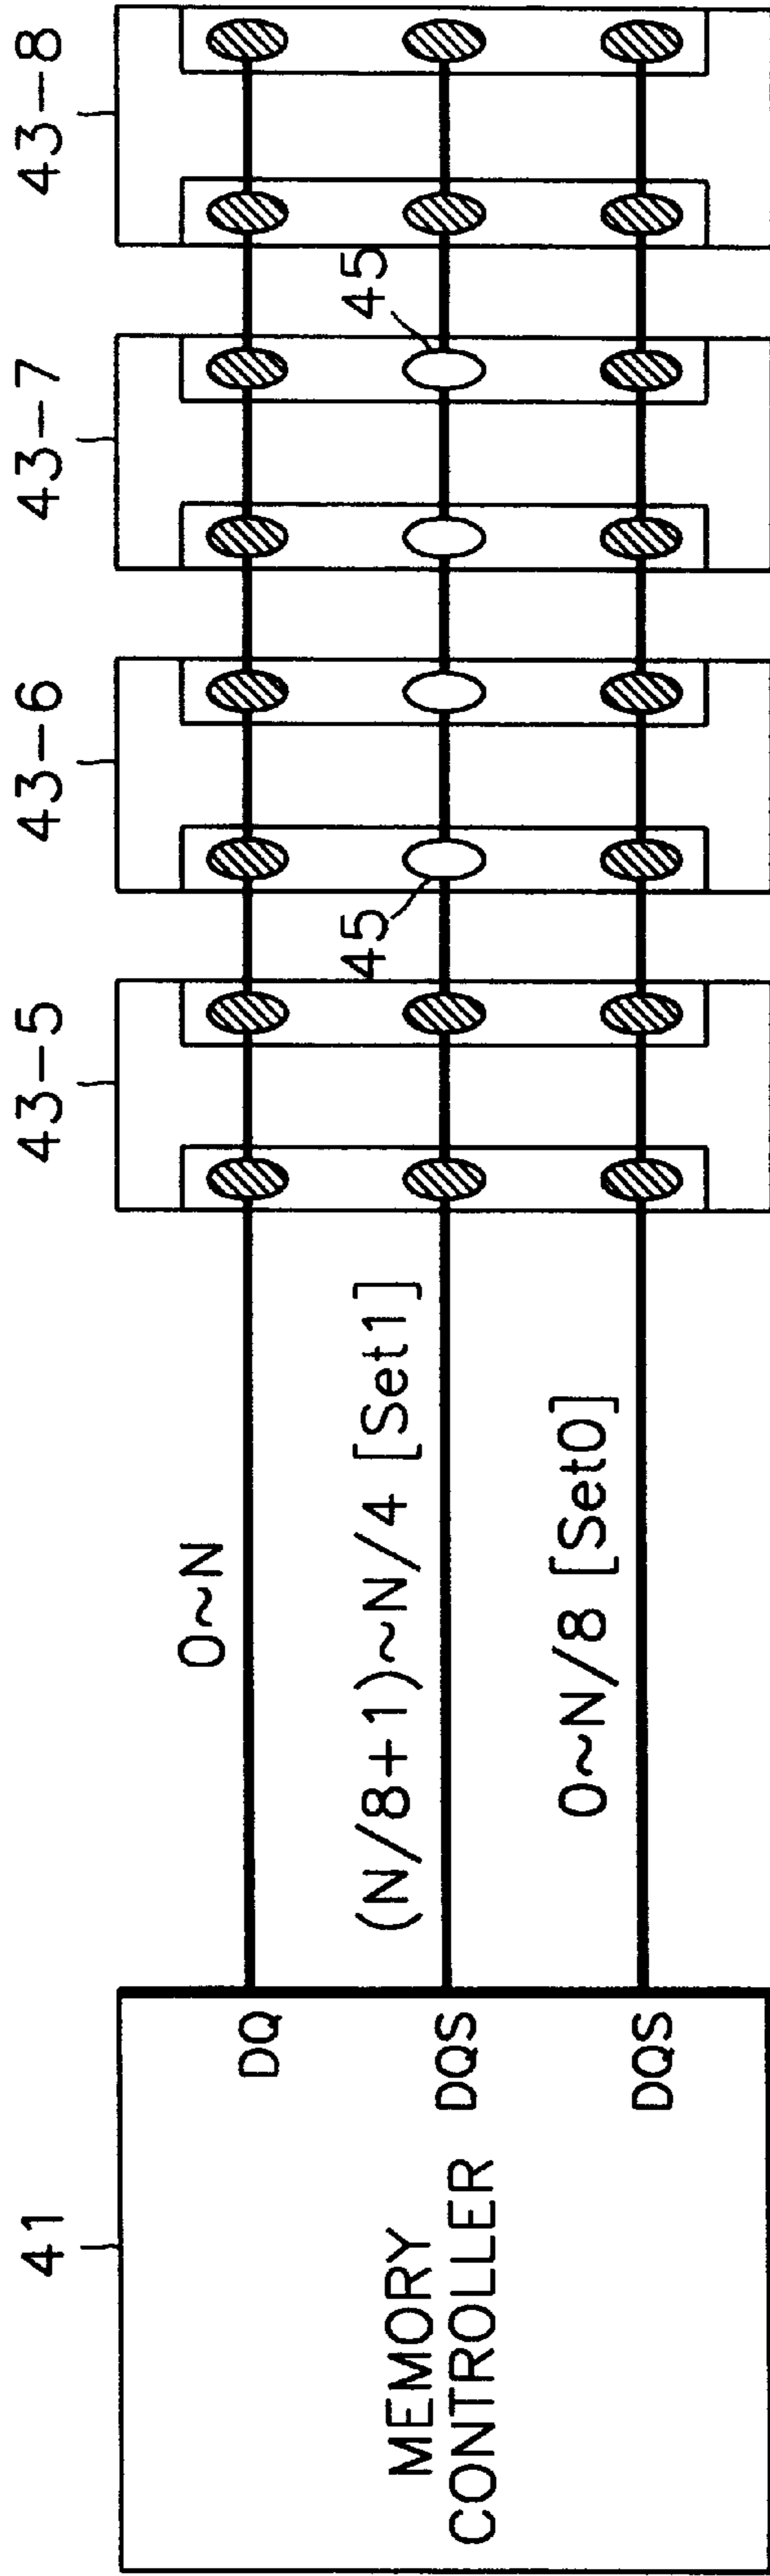 41
43-5
43-6
43-7
43-8
45
45
0~N
(N/8+1)~N/4 [Set1]
0~N/8 [Set0]
DQ
DQS
DQS
MEMORY
CONTROLLER